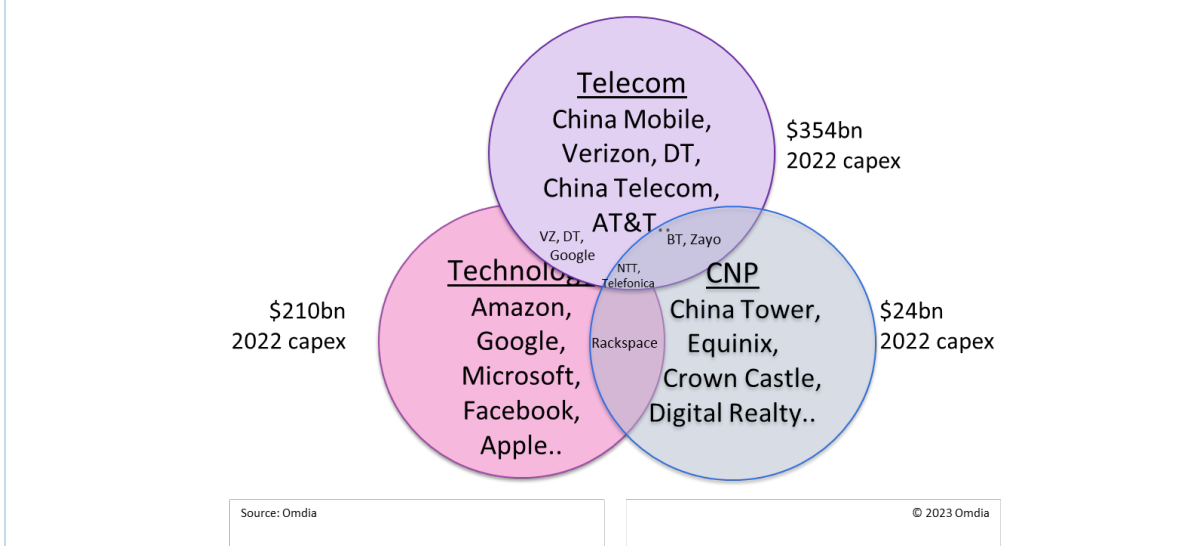 Telecom
China Mobile,
Verizon, DT,
China Telecom,
AT&T..
$354bn
2022 capex
VZ, DT,
Google
BT, Zayo
NTT,
Telefonica
Technolog
Amazon,
Google,
Microsoft,
Facebook,
Apple..
$210bn
2022 capex
Rackspace
CNP
China Tower,
Equinix,
Crown Castle,
Digital Realty..
$24bn
2022 capex
Source: Omdia
© 2023 Omdia